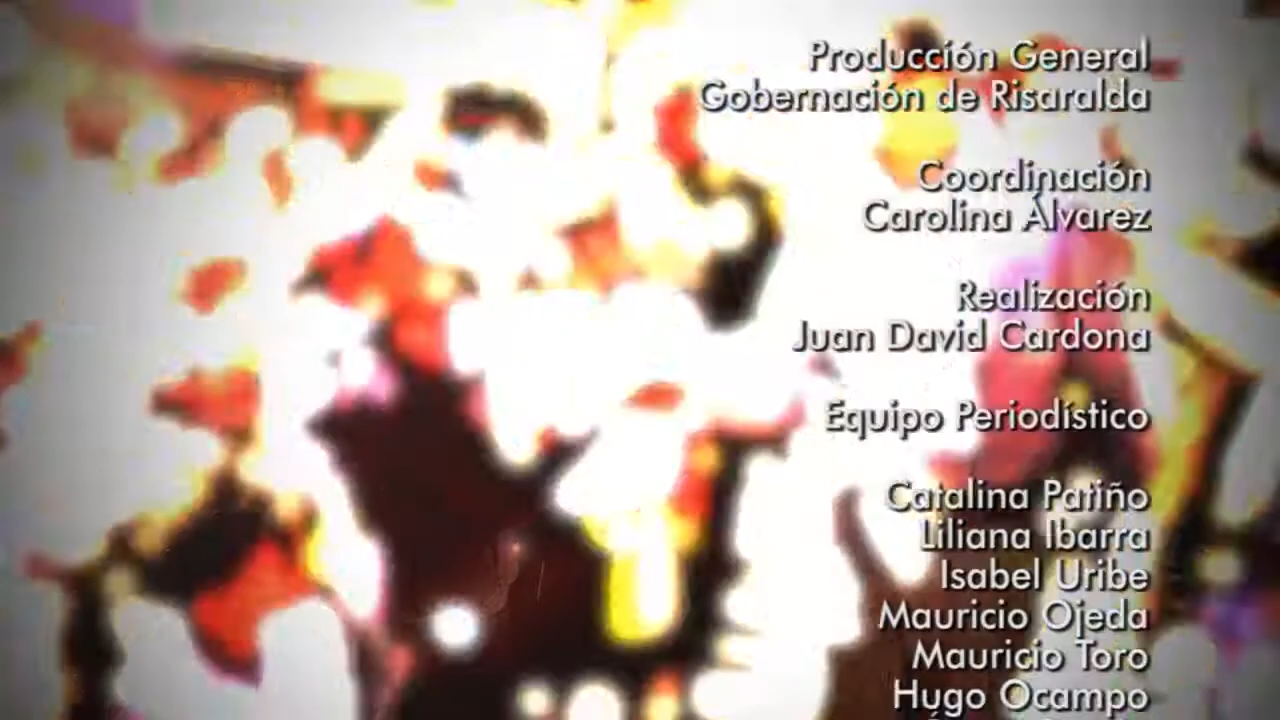 Producción General
Gobernación de Risaralda
Coordinación
Carolina Álvarez
Realización
Juan David Cardona
Equipo Periodístico
Catalina Patiño
Liliana Ibarra
Isabel Uribe
Mauricio Ojeda
Mauricio Toro
Hugo Ocampo